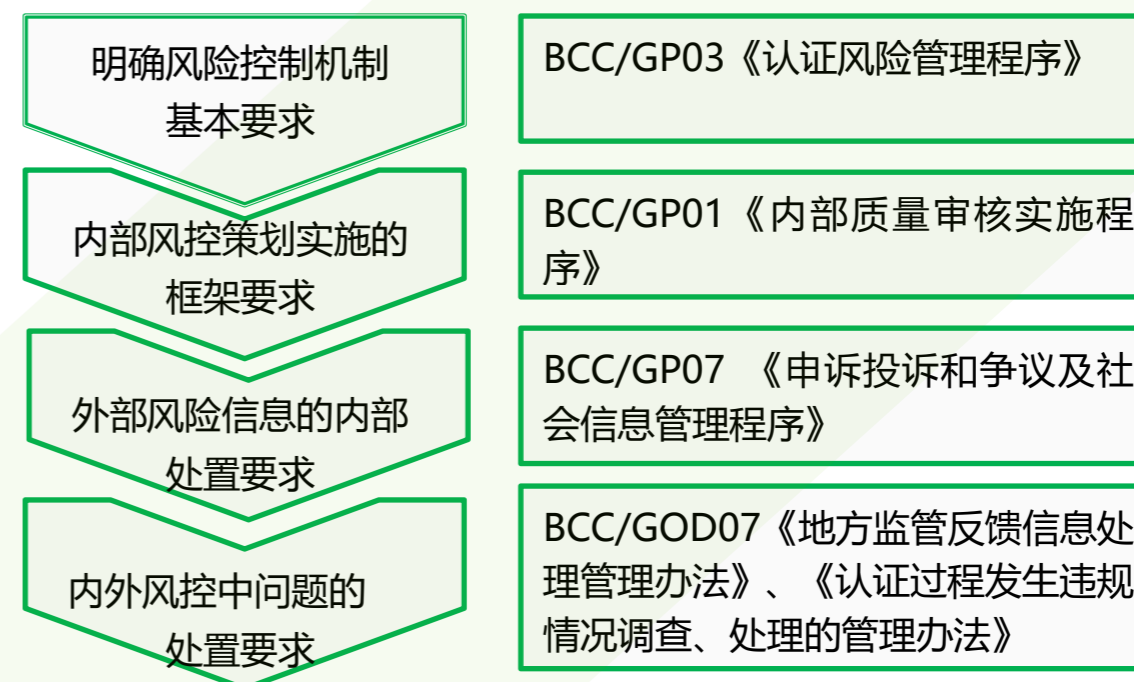 明确风险控制机制
基本要求
BCC/GP03《认证风险管理程序》
内部风控策划实施的
框架要求
BCC/GP01《内部质量审核实施程
序》
外部风险信息的内部
处置要求
BCC/GP07 《申诉投诉和争议及社
会信息管理程序》
内外风控中问题的
处置要求
BCC/GOD07《地方监管反馈信息处
理管理办法》、《认证过程发生违规
情况调查、处理的管理办法》